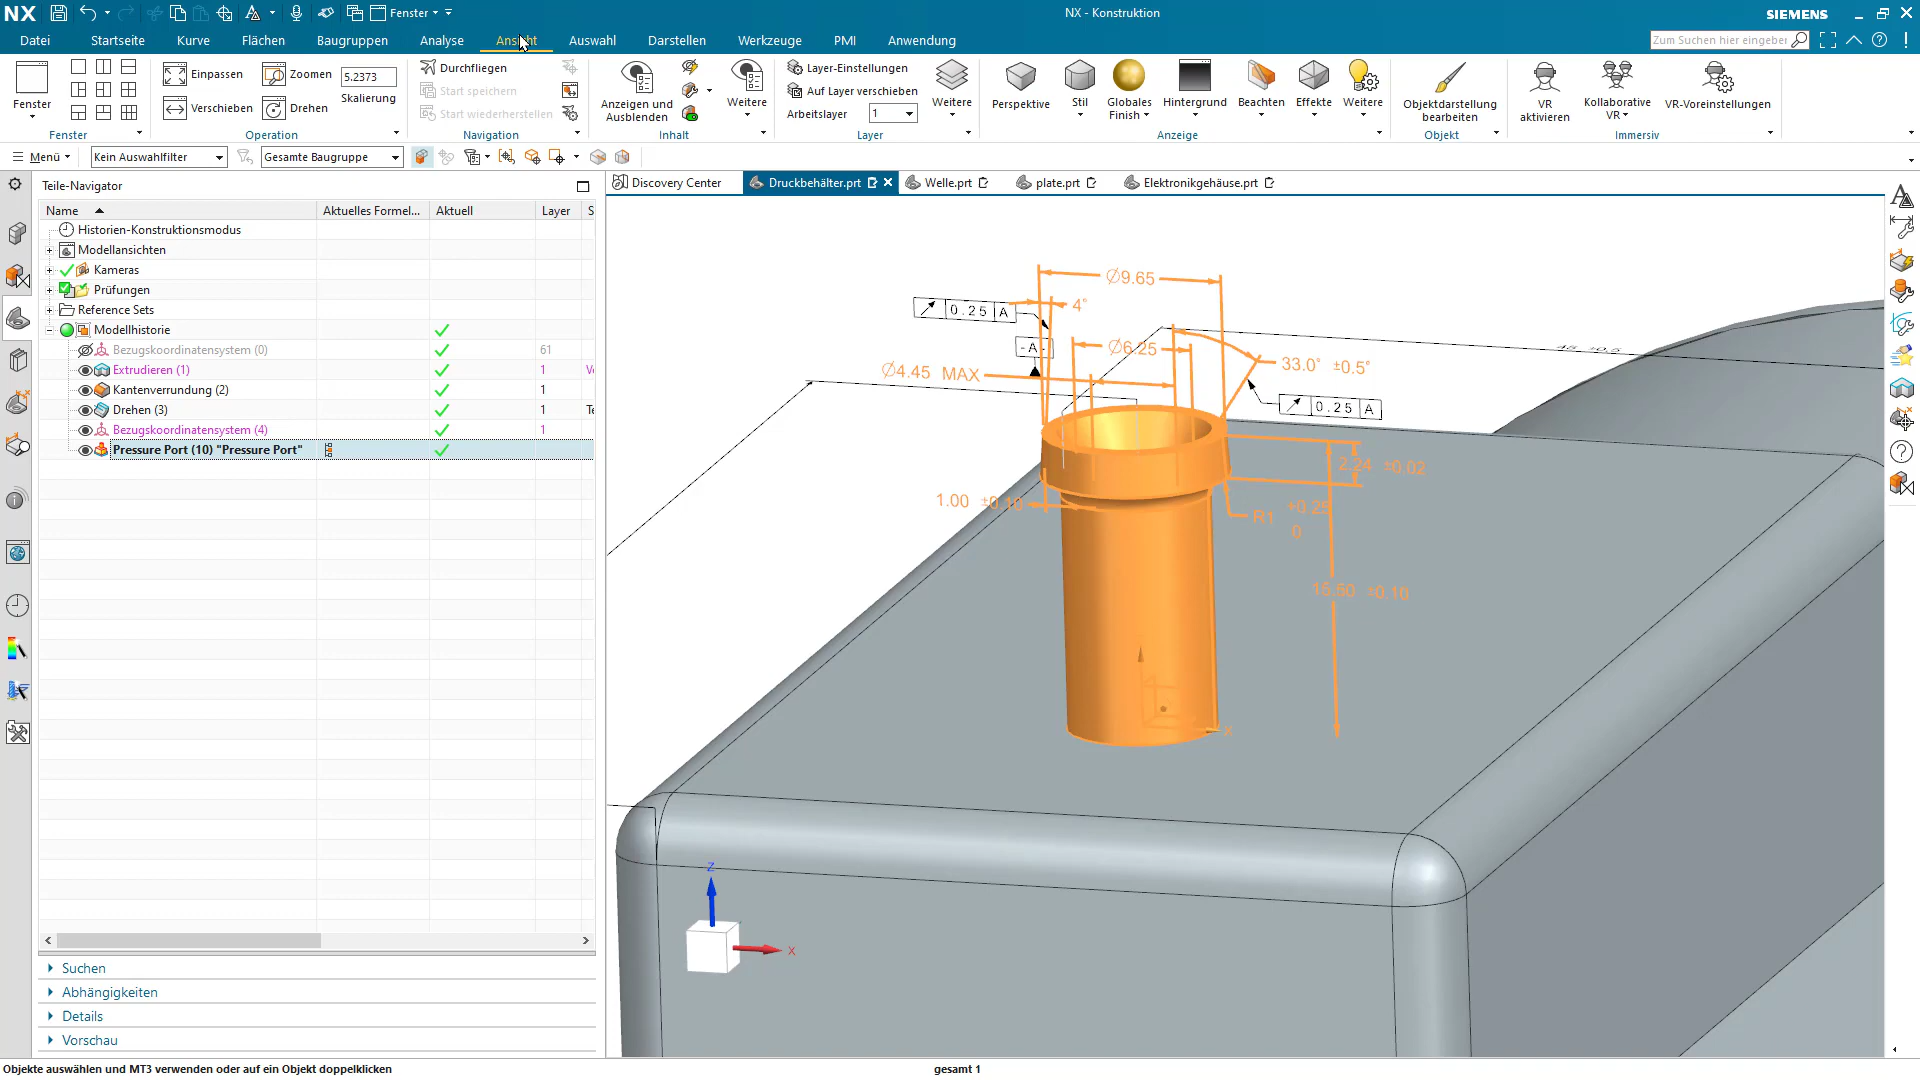 NX
Fenster
NX - Konstruktion
SIEMENS
Datei
Startseite
Kurve
Flächen
Baugruppen
Analyse
Ansicht
Auswahl
Darstellen
Werkzeuge
PMI
Anwendung
Zum Suchen hier eingeber
Fenster
Einpassen
Verschieben
Zoomen
Drehen
5.2373
Skalierung
Durchfliegen
Start speichern
Start wiederherstellen
Anzeigen und
Ausblenden
Weitere
Layer-Einstellungen
Auf Layer verschieben
Arbeitslayer
1
Weitere
Perspektive
Stil
Globales
Finish
Hintergrund
Beachten
Effekte
Weitere
Objektdarstellung
bearbeiten
VR
aktivieren
Kollaborative
VR
VR-Voreinstellungen
Fenster
Operation
Navigation
Inhalt
Layer
Anzeige
Objekt
Immersiv
Menü
Kein Auswahlfilter
Gesamte Baugruppe
Teile-Navigator
Discovery Center
Druckbehälter.prt
Welle.prt
plate.prt
Elektronikgehäuse.prt
Name
Aktuelles Formel...
Aktuell
Layer
S
Historien-Konstruktionsmodus
Modellansichten
Kameras
Prüfungen
Reference Sets
Modellhistorie
Bezugskoordinatensystem (0)
61
Extrudieren (1)
1
Kantenverrundung (2)
1
Drehen (3)
1
Bezugskoordinatensystem (4)
1
Pressure Port (10) "Pressure Port"
Suchen
Abhängigkeiten
Details
Vorschau
Ø9.65
0.25 A
4°
-A-
Ø6.25
45 ±0.5
Ø4.45 MAX
33.0° ±0.5°
0.25 A
2.24 ±0.02
1.00 ±0.10
R1 +0.25
0
15.50 ±0.10
X
Z
X
Objekte auswählen und MT3 verwenden oder auf ein Objekt doppelklicken
gesamt 1